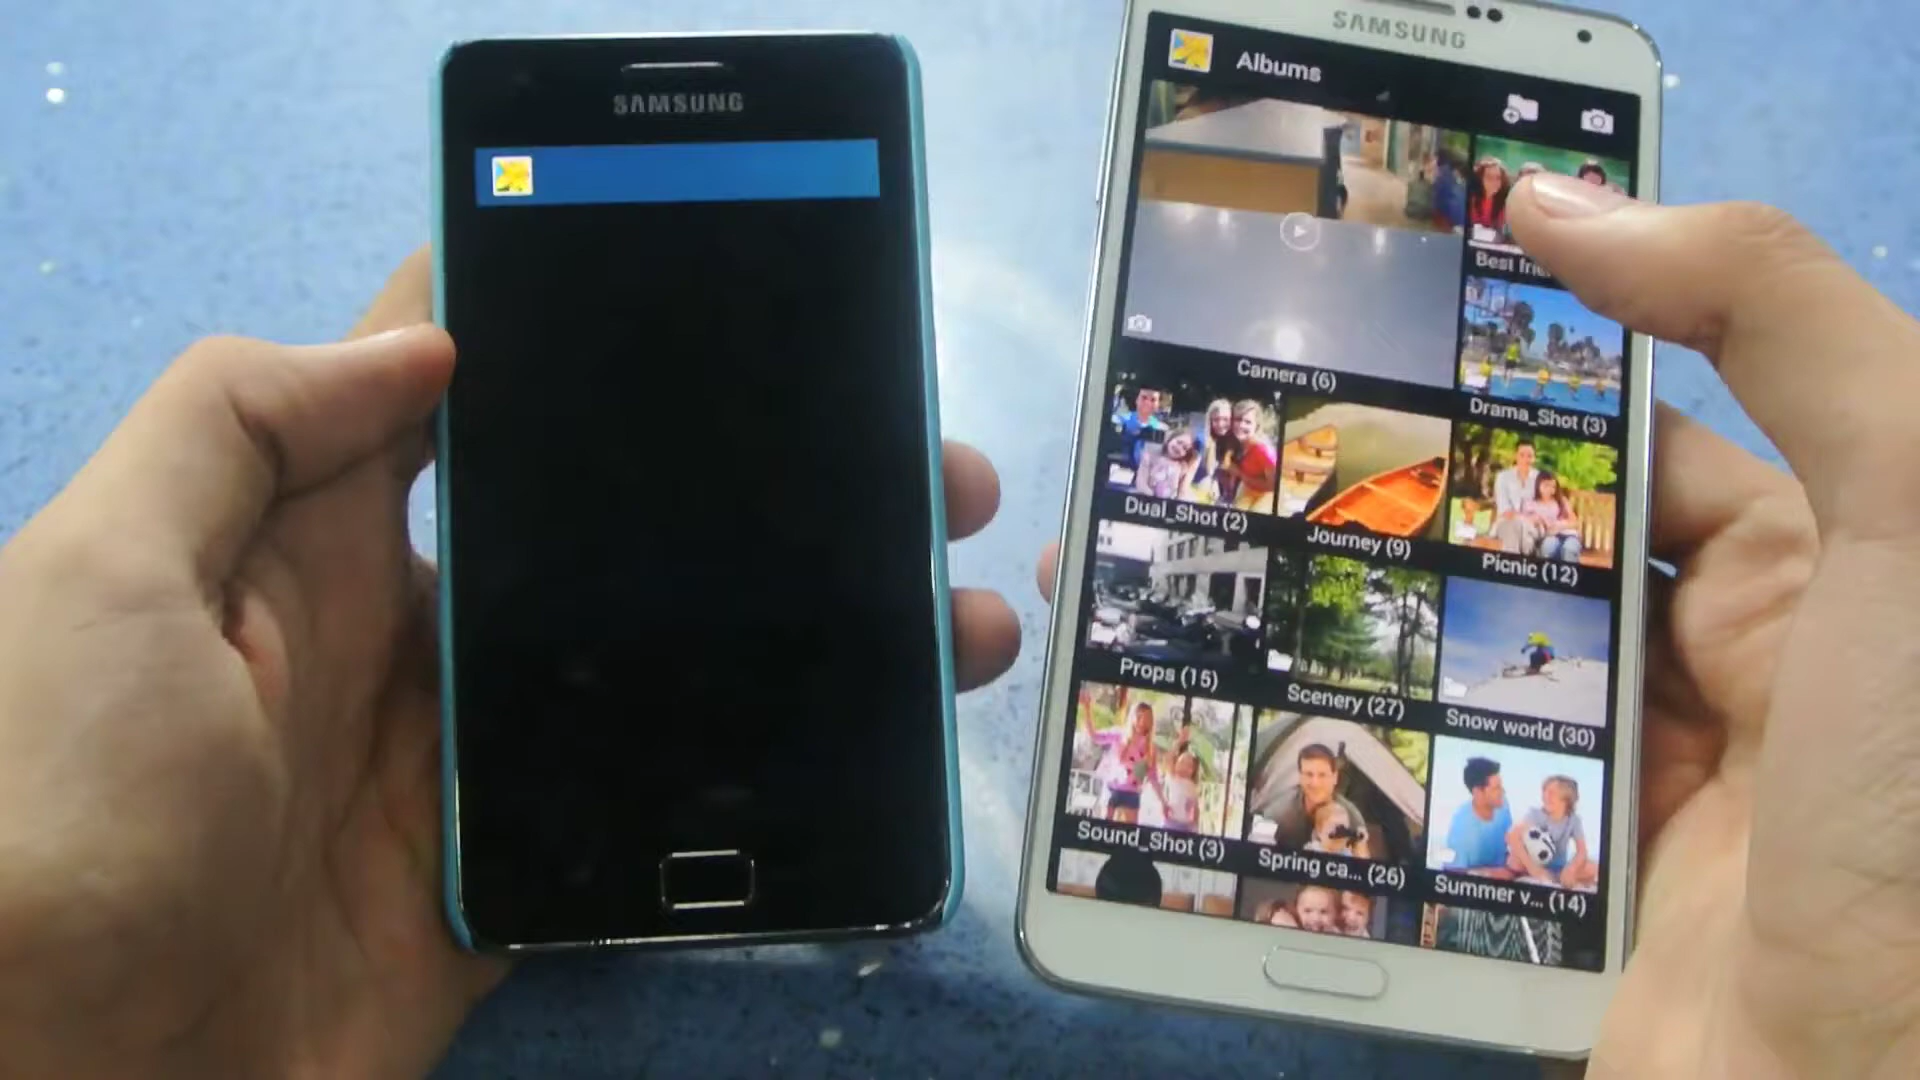 SAMSUNG
SAMSUNG
Albums
Best
Camera (6)
Drama_Shot (3)
Dual_Shot (2)
Journey (9)
Picnic (12)
Props (15)
Scenery (27)
Snow world (30)
Sound_Shot (3)
Spring ca... (26)
Summer v... (14)